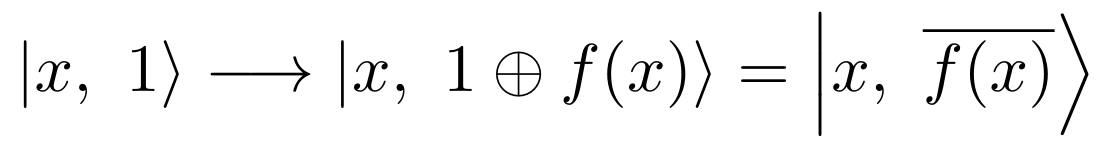 |x, 1⟩ ⟶ |x, 1 ⊕ f(x)⟩ = |x, \overline{f(x)}⟩